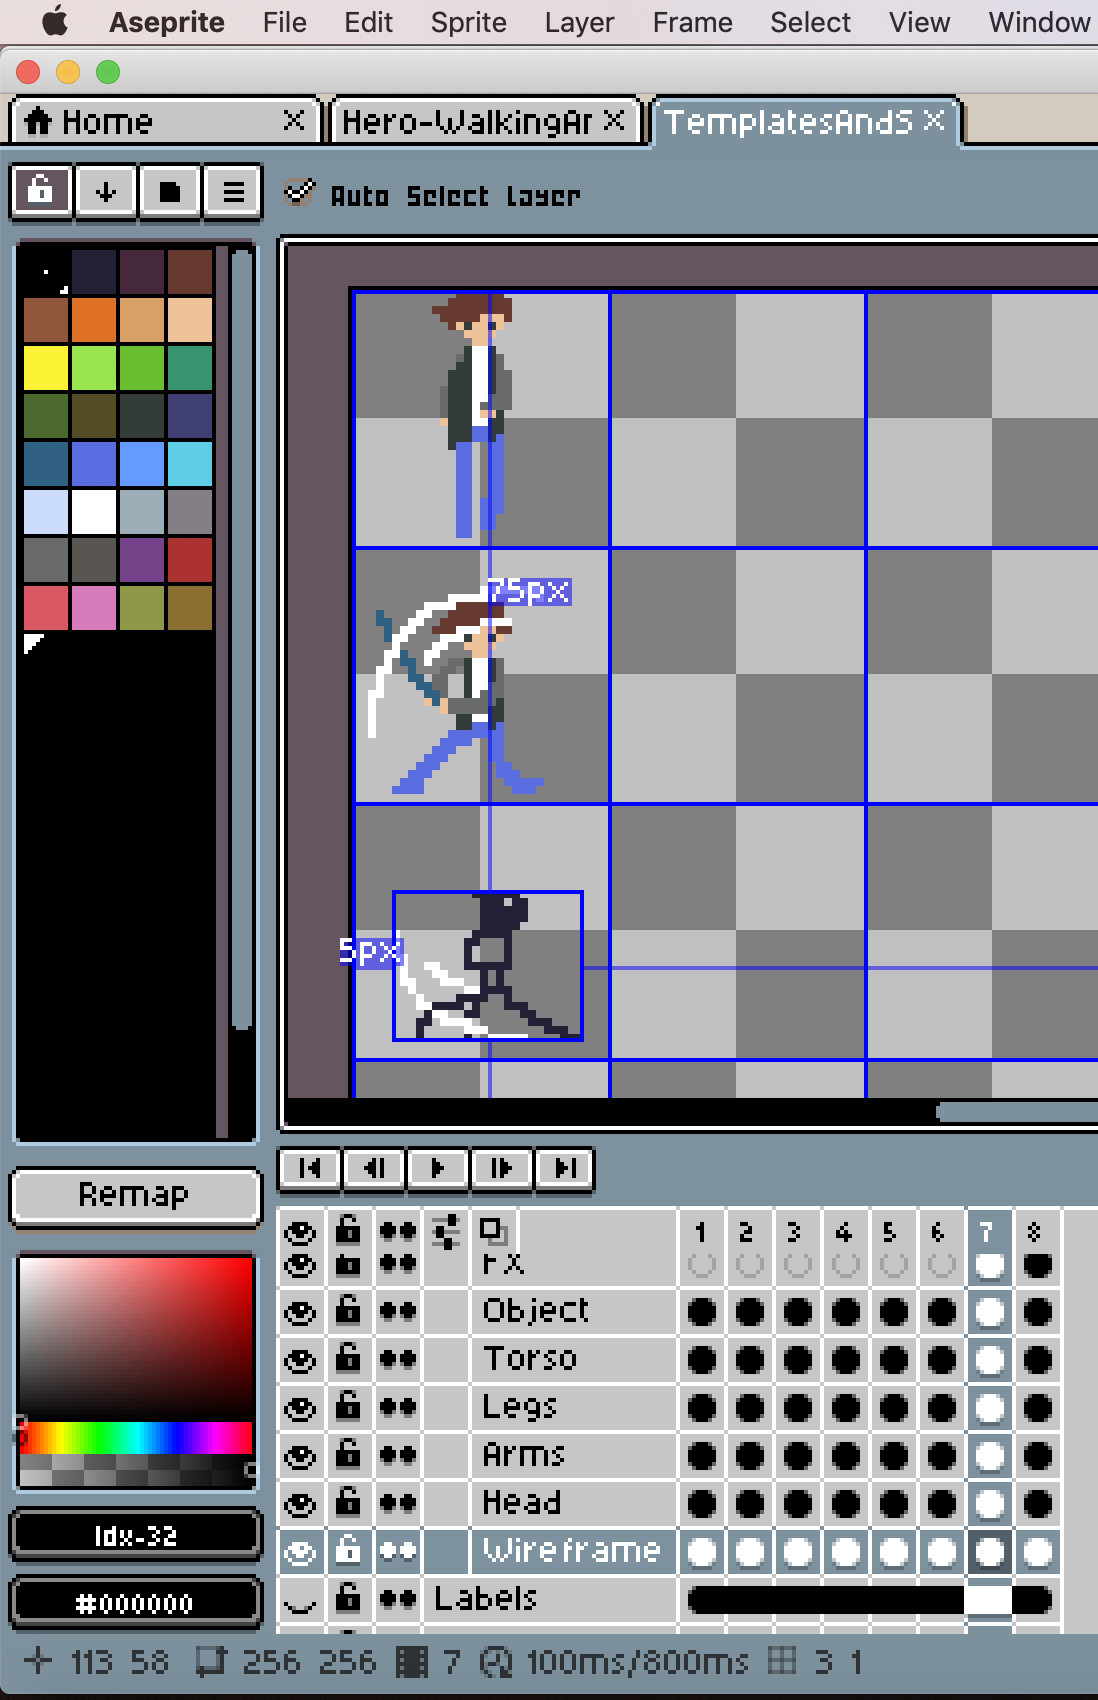 Aseprite File Edit Sprite Layer Frame Select View Window
Home Hero-WalkingAr TemplatesAndS
Auto Select Layer
75px
5px
Remap
1 2 3 4 5 6 7 8
FX
Object
Torso
Legs
Arms
Head
Wireframe
Labels
Idx-32
#000000
113 58 256 256 7 100ms/800ms 3 1